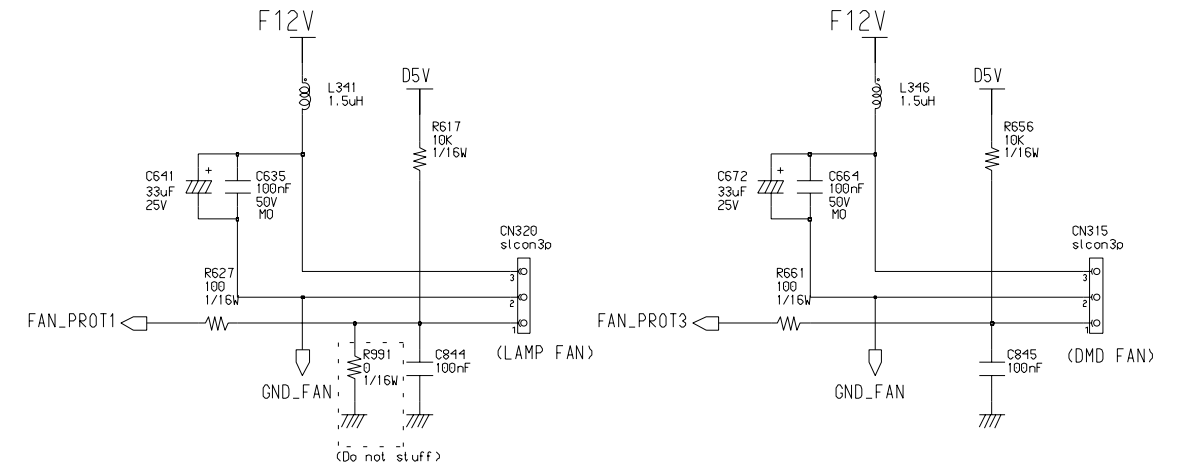 F12V
L341
1.5uH
D5V
R617
10K
1/16W
C641
33uF
25V
C635
100nF
50V
MO
CN320
slcon3p
3
2
1
R627
100
1/16W
FAN_PROT1
(LAMP FAN)
GND_FAN
R991
0
1/16W
C844
100nF
(Do not stuff)
F12V
L346
1.5uH
D5V
R656
10K
1/16W
C672
33uF
25V
C664
100nF
50V
MO
CN315
slcon3p
3
2
1
R661
100
1/16W
FAN_PROT3
(DMD FAN)
GND_FAN
C845
100nF